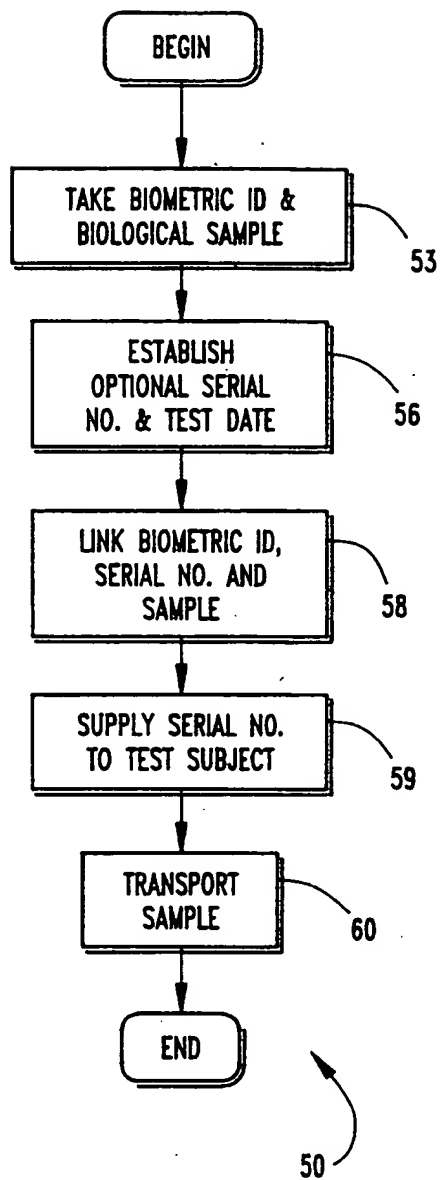 BEGIN
TAKE BIOMETRIC ID &
BIOLOGICAL SAMPLE
53
ESTABLISH
OPTIONAL SERIAL
NO. & TEST DATE
56
LINK BIOMETRIC ID,
SERIAL NO. AND
SAMPLE
58
SUPPLY SERIAL NO.
TO TEST SUBJECT
59
TRANSPORT
SAMPLE
60
END
50